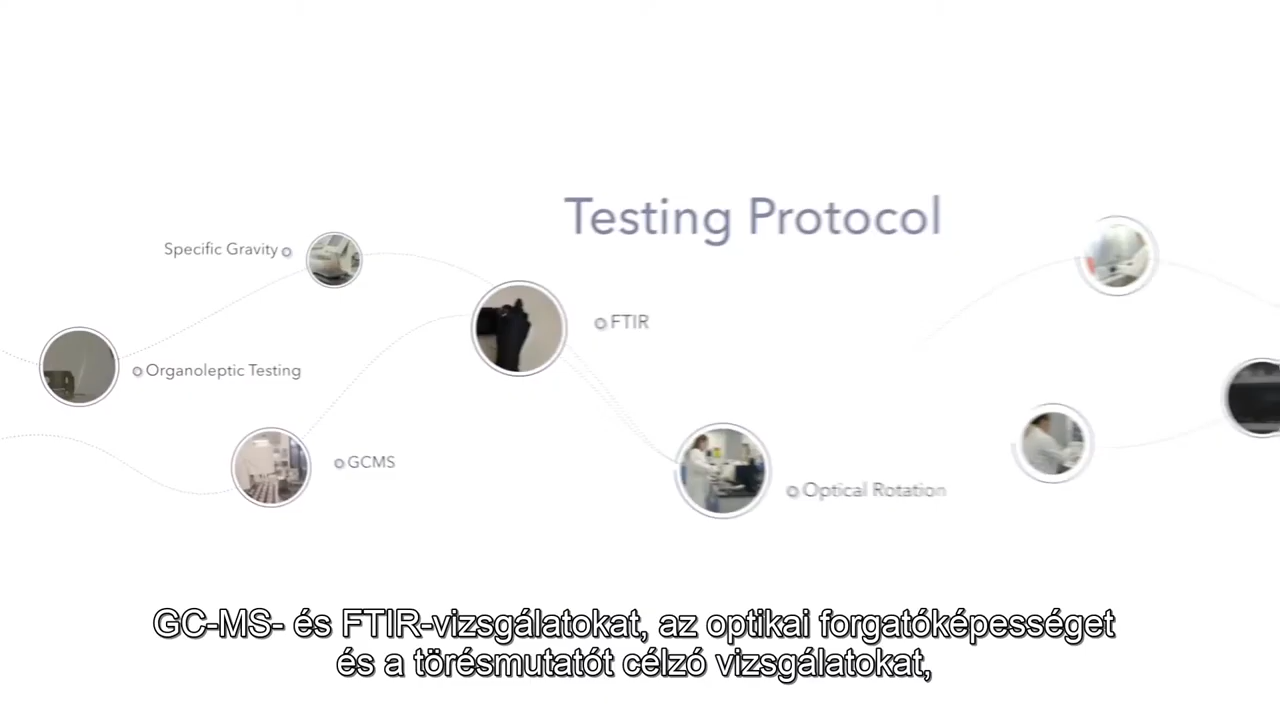 Testing Protocol
Specific Gravity
FTIR
Organoleptic Testing
GCMS
Optical Rotation
GC-MS- és FTIR-vizsgálatokat, az optikai forgatóképességet
és a törésmutatót célzó vizsgálatokat,